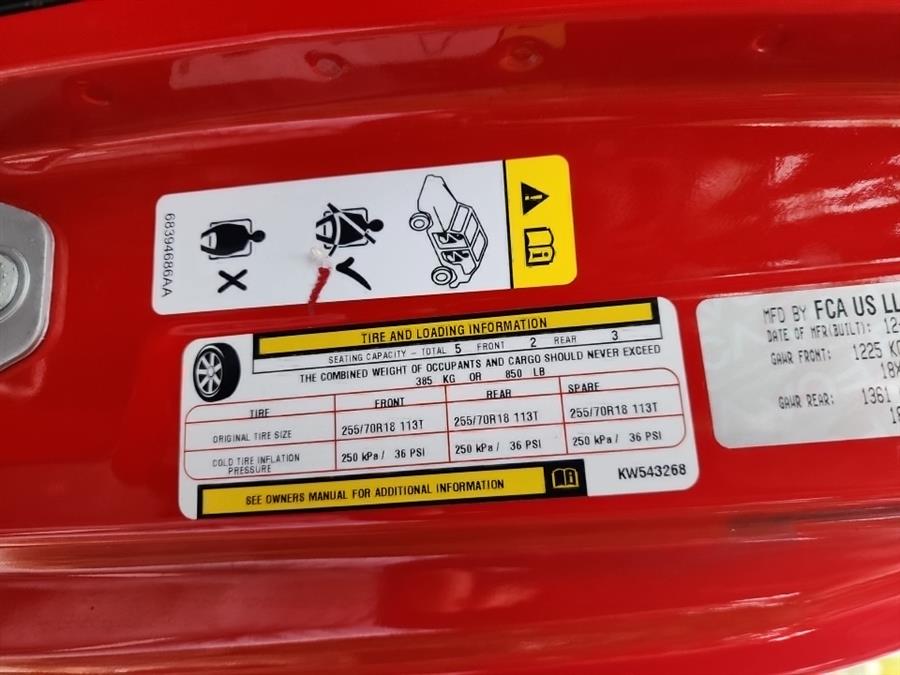 68394686AA
TIRE AND LOADING INFORMATION
SEATING CAPACITY - TOTAL 5 FRONT 2 REAR 3
THE COMBINED WEIGHT OF OCCUPANTS AND CARGO SHOULD NEVER EXCEED
385 KG OR 850 LB
TIRE FRONT REAR SPARE
ORIGINAL TIRE SIZE 255/70R18 113T 255/70R18 113T 255/70R18 113T
COLD TIRE INFLATION PRESSURE 250 kPa / 36 PSI 250 kPa / 36 PSI 250 kPa / 36 PSI
SEE OWNERS MANUAL FOR ADDITIONAL INFORMATION
KW543268
MFD BY FCA US LL
DATE OF MFR(BUILT): 12-
GAWR FRONT: 1225 KG
18X
GAWR REAR: 1361
18